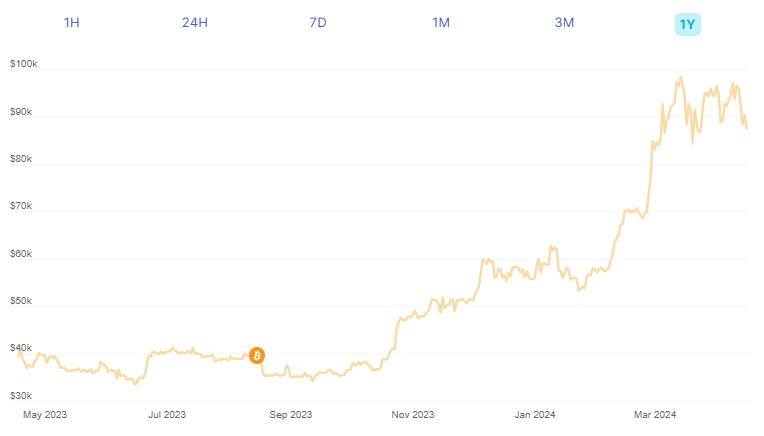 1H 24H 7D 1M 3M 1Y
$100k
$90k
$80k
$70k
$60k
$50k
$40k
$30k
May 2023 Jul 2023 Sep 2023 Nov 2023 Jan 2024 Mar 2024